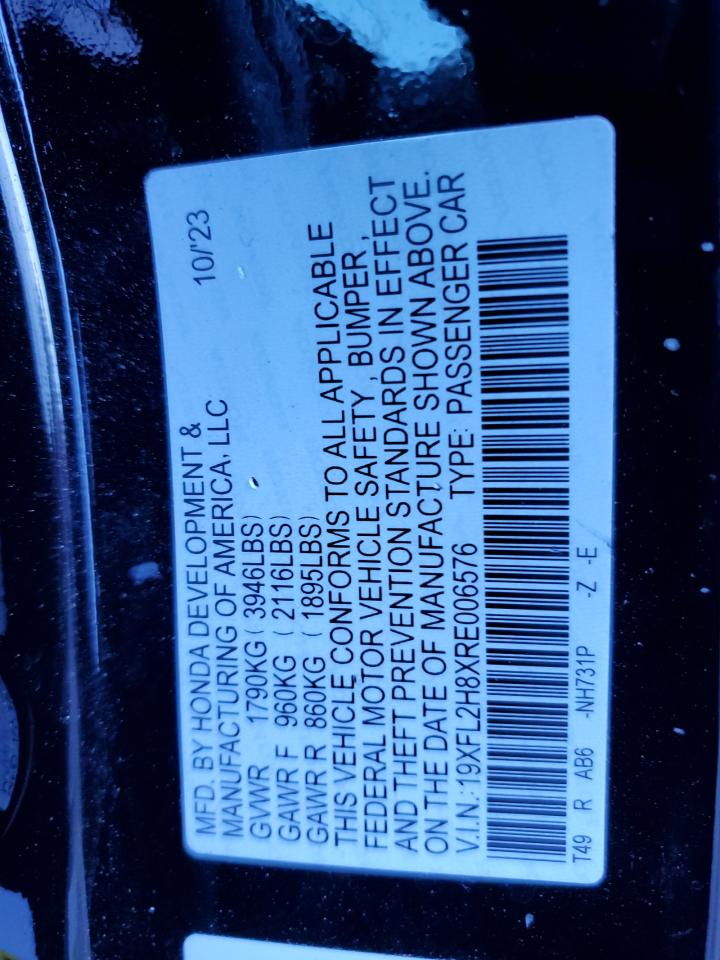 MFD. BY HONDA DEVELOPMENT &
MANUFACTURING OF AMERICA, LLC 10/'23
GVWR 1790KG ( 3946LBS)
GAWR F 960KG ( 2116LBS)
GAWR R 860KG ( 1895LBS)
THIS VEHICLE CONFORMS TO ALL APPLICABLE
FEDERAL MOTOR VEHICLE SAFETY , BUMPER ,
AND THEFT PREVENTION STANDARDS IN EFFECT
ON THE DATE OF MANUFACTURE SHOWN ABOVE.
V.I.N.:19XFL2H8XRE006576 TYPE: PASSENGER CAR
T49 R AB6 -NH731P -Z -E